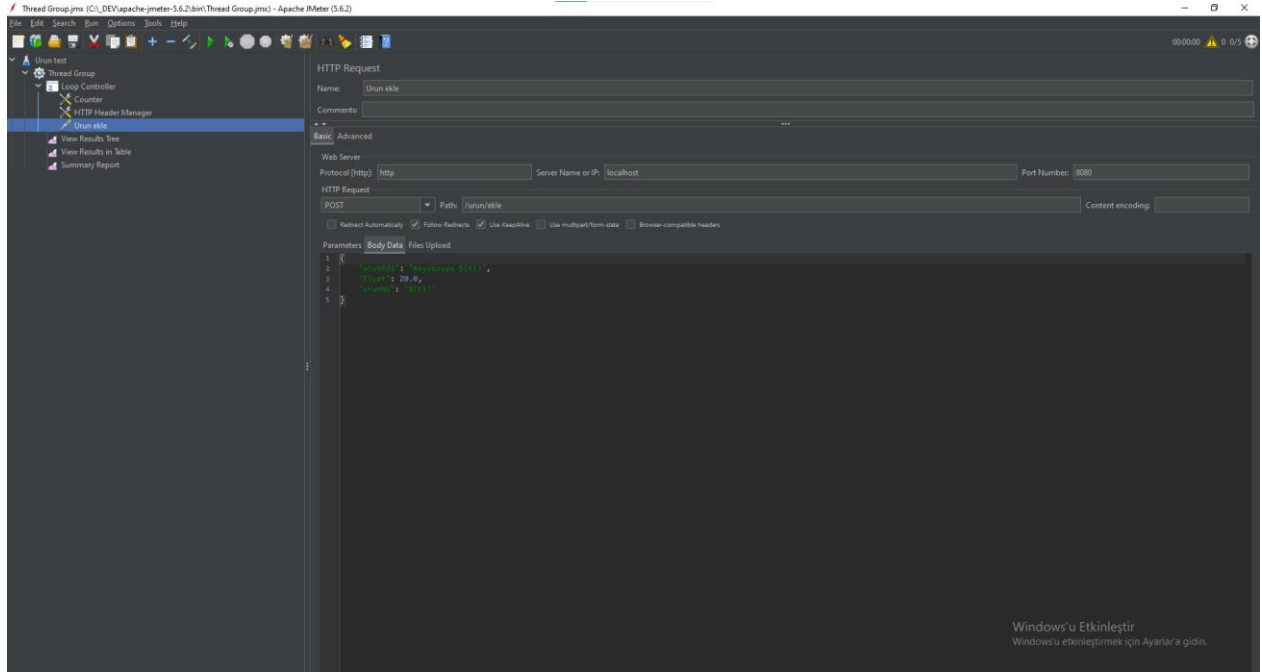 Thread Group.jmx (C:\_DEV\apache-jmeter-5.6.2\bin\Thread Group.jmx) - Apache JMeter (5.6.2)
File Edit Search Run Options Tools Help
00:00:00 0 0/5
Urun test
Thread Group
Loop Controller
Counter
HTTP Header Manager
Urun ekle
View Results Tree
View Results in Table
Summary Report
HTTP Request
Name: Urun ekle
Comments:
Basic Advanced
Web Server
Protocol [http]: http Server Name or IP: localhost Port Number: 8080
HTTP Request
POST Path: /urun/ekle Content encoding:
Redirect Automatically Follow Redirects Use KeepAlive Use multipart/form-data Browser-compatible headers
Parameters Body Data Files Upload
1 {
2 "urunAdi": "meyvesuyu ${c1}",
3 "fiyat": 20.0,
4 "urunNo": "${c1}"
5 }
Windows'u Etkinleştir
Windows'u etkinleştirmek için Ayarlar'a gidin.